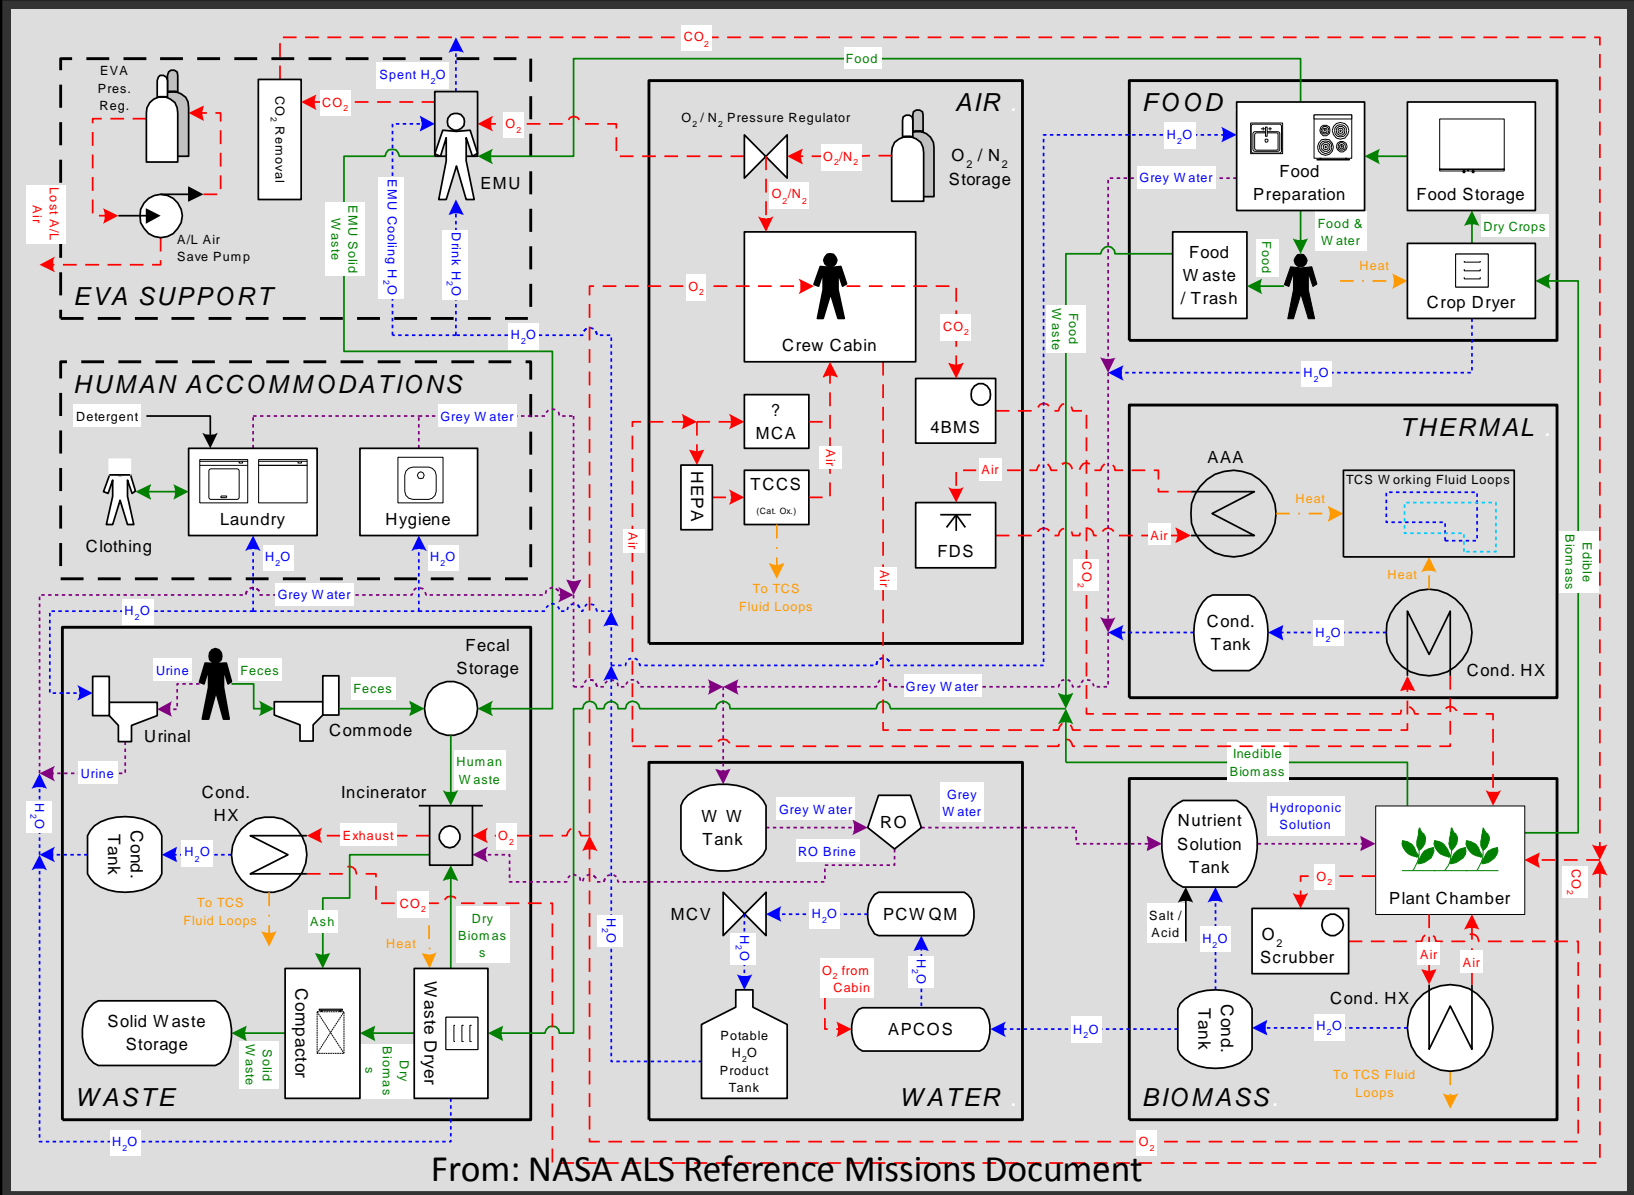 CO2
Food
EVA
Pres.
Reg.
Spent H2O
CO2 Removal
CO2
O2
EMU
Lost A/L
Air
A/L Air
Save Pump
EVA SUPPORT
EMU Solid
Waste
EMU Cooling H2O
Drink H2O
H2O
AIR
O2 / N2 Pressure Regulator
O2/N2
O2 / N2
Storage
O2/N2
O2
Crew Cabin
CO2
4BMS
?
MCA
HEPA
TCCS
(Cat. Ox.)
Air
Air
Air
FDS
To TCS
Fluid Loops
Air
FOOD
H2O
Grey Water
Food
Preparation
Food Storage
Food &
Water
Dry Crops
Food
Waste
/ Trash
Food
Heat
Crop Dryer
Food
Waste
H2O
HUMAN ACCOMMODATIONS
Detergent
Grey Water
Laundry
Hygiene
Clothing
H2O
H2O
Grey Water
H2O
THERMAL
AAA
TCS Working Fluid Loops
Heat
Air
Heat
CO2
Cond.
Tank
H2O
Cond. HX
Edible
Biomass
Grey Water
Fecal
Storage
Urine
Feces
Feces
Urinal
Commode
Urine
Human
Waste
Cond.
HX
Incinerator
H2O
Cond.
Tank
H2O
Exhaust
O2
To TCS
Fluid Loops
CO2
Ash
Heat
Dry
Biomas
s
Compactor
Waste Dryer
Solid Waste
Storage
Solid
Waste
Dry
Biomas
s
WASTE
H2O
H2O
W W
Tank
Grey Water
RO
Grey
Water
RO Brine
MCV
H2O
PCWQM
H2O
H2O
O2 from
Cabin
APCOS
H2O
Potable
H2O
Product
Tank
WATER
Inedible
Biomass
Nutrient
Solution
Tank
Hydroponic
Solution
Plant Chamber
CO2
O2
Salt /
Acid
H2O
O2
Scrubber
Air
Air
Cond. HX
Cond.
Tank
H2O
To TCS Fluid
Loops
BIOMASS
O2
From: NASA ALS Reference Missions Document